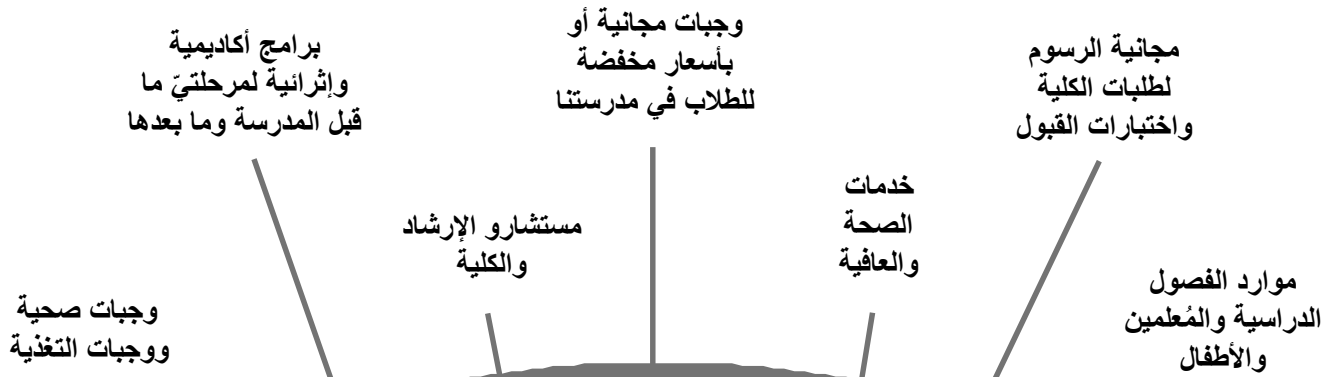 مجانية الرسوم
لطلبات الكلية
واختبارات القبول
وجبات مجانية أو
بأسعار مخفضة
للطلاب في مدرستنا
برامج أكاديمية
وإثرائية لمرحلتيّ ما
قبل المدرسة وما بعدها
خدمات
الصحة
والعافية
مستشارو الإرشاد
والكلية
موارد الفصول
الدراسية والمُعلمين
والأطفال
وجبات صحية
ووجبات التغذية